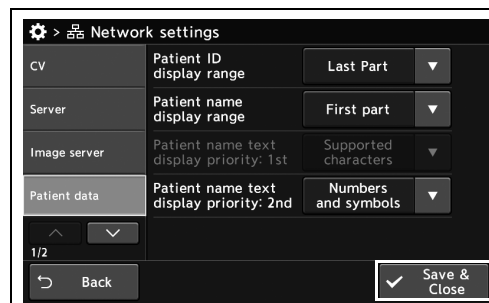 > Network settings
CV
Server
Image server
Patient data
1/2
Patient ID
display range
Last Part
Patient name
display range
First part
Patient name text
display priority: 1st
Supported
characters
Patient name text
display priority: 2nd
Numbers
and symbols
Back
Save &
Close